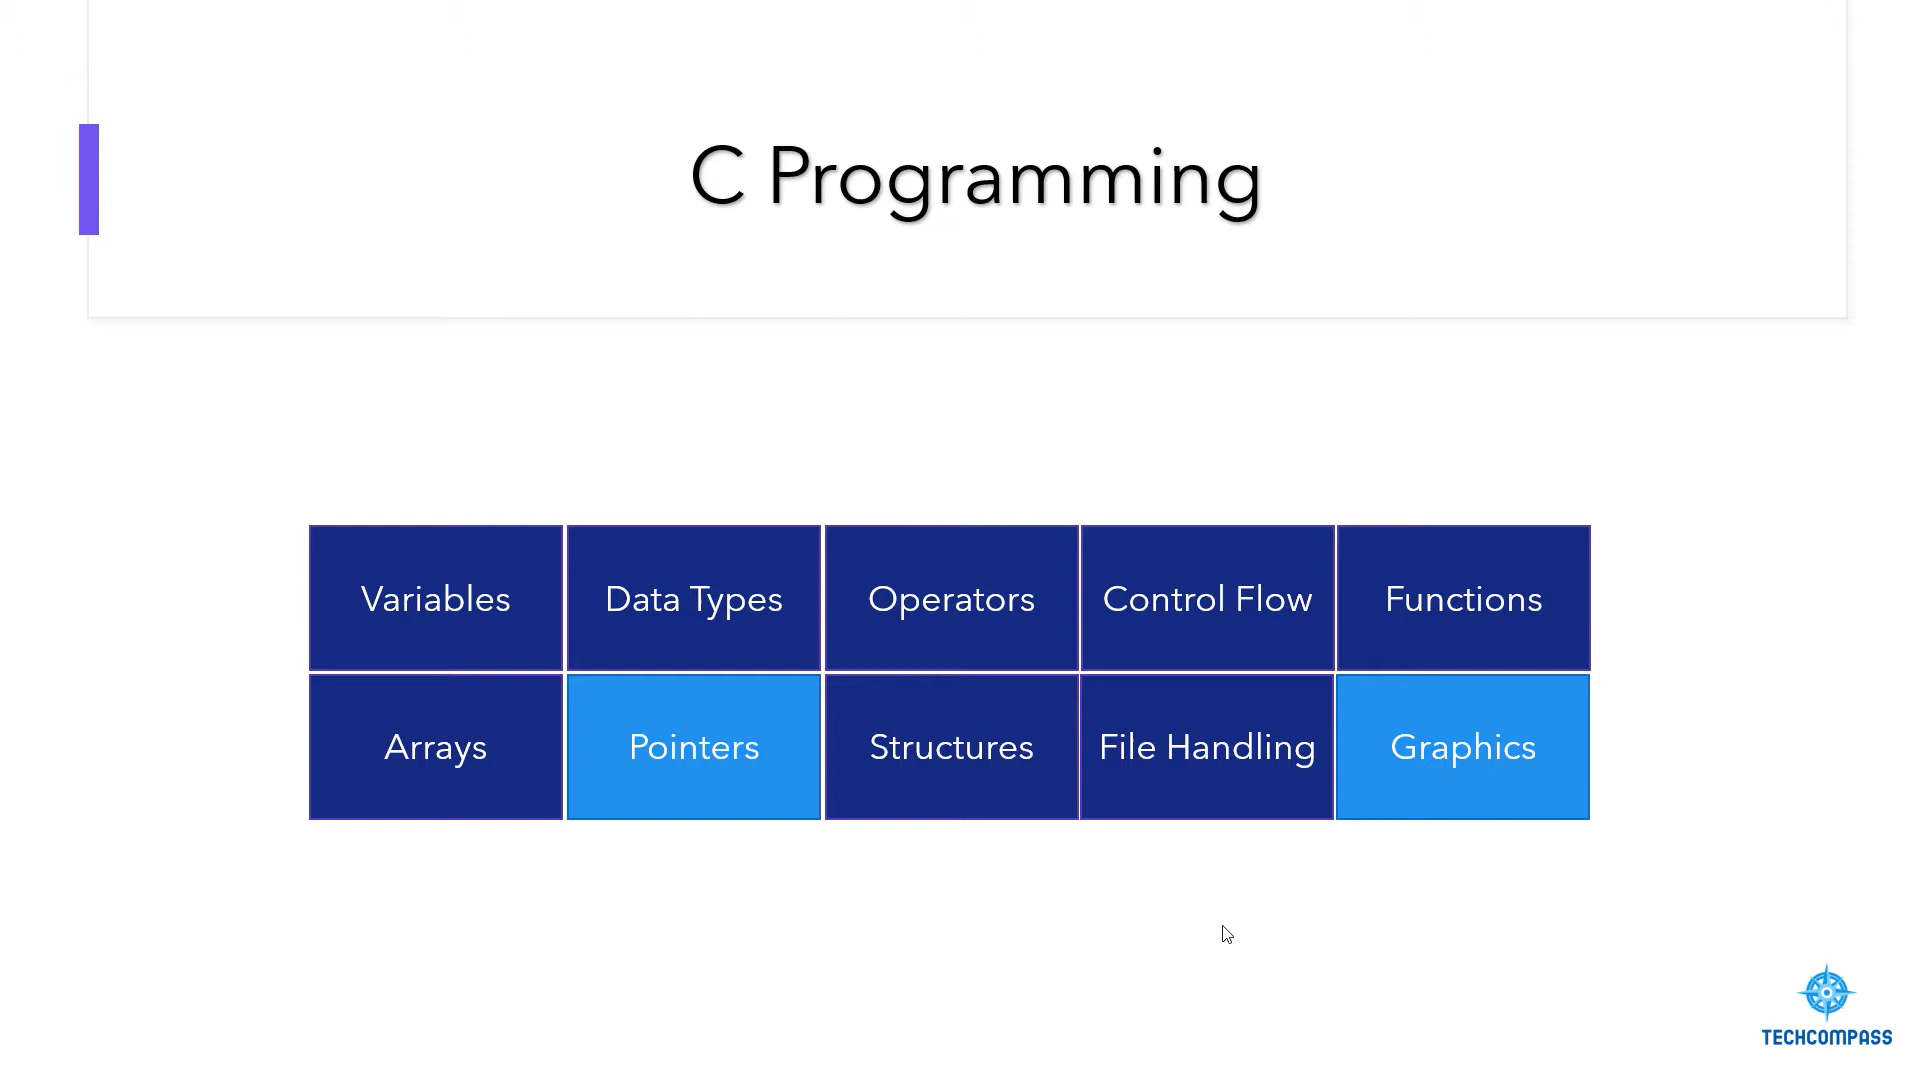 C Programming
Variables
Data Types
Operators
Control Flow
Functions
Arrays
Pointers
Structures
File Handling
Graphics
TECHCOMPASS